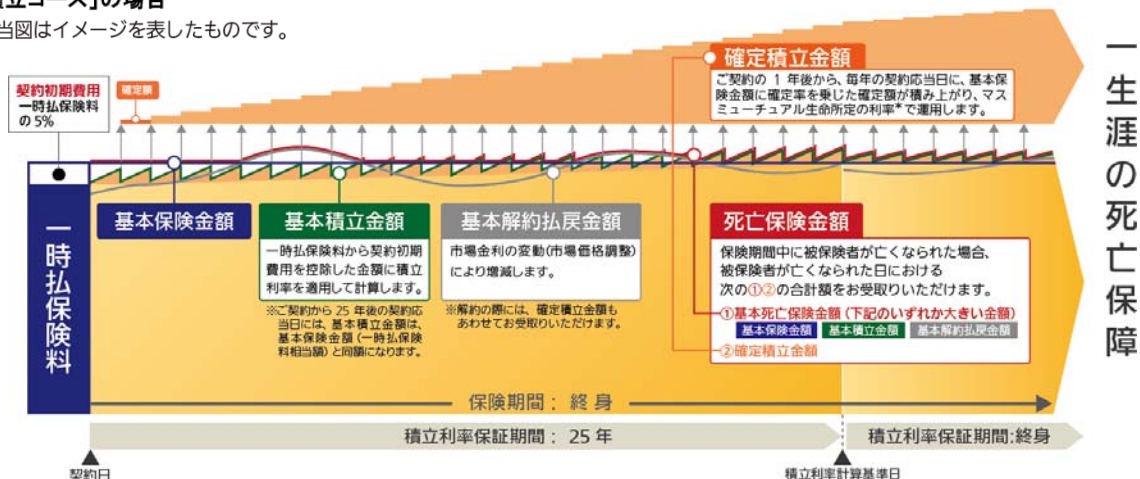 立コース」の場合
当図はイメージを表したものです。
契約初期費用
一時払保険料
の5%
確定額
確定積立金額
ご契約の 1 年後から、毎年の契約応当日に、基本保
険金額に確定率を乗じた確定額が積み上がり、マス
ミューチュアル生命所定の利率*で運用します。
一時払保険料
基本保険金額
基本積立金額
一時払保険料から契約初期
費用を控除した金額に積立
利率を適用して計算します。
※ご契約から 25 年後の契約応
当日には、基本積立金額は、
基本保険金額(一時払保険
料相当額)と同額になります。
基本解約払戻金額
市場金利の変動(市場価格調整)
により増減します。
※解約の際には、確定積立金額も
あわせてお受取りいただけます。
死亡保険金額
保険期間中に被保険者が亡くなられた場合、
被保険者が亡くなられた日における
次の①②の合計額をお受取りいただけます。
①基本死亡保険金額(下記のいずれか大きい金額)
基本保険金額 基本積立金額 基本解約払戻金額
②確定積立金額
一生涯の死亡保障
保険期間: 終 身
積立利率保証期間: 25 年
積立利率保証期間:終身
契約日
積立利率計算基準日